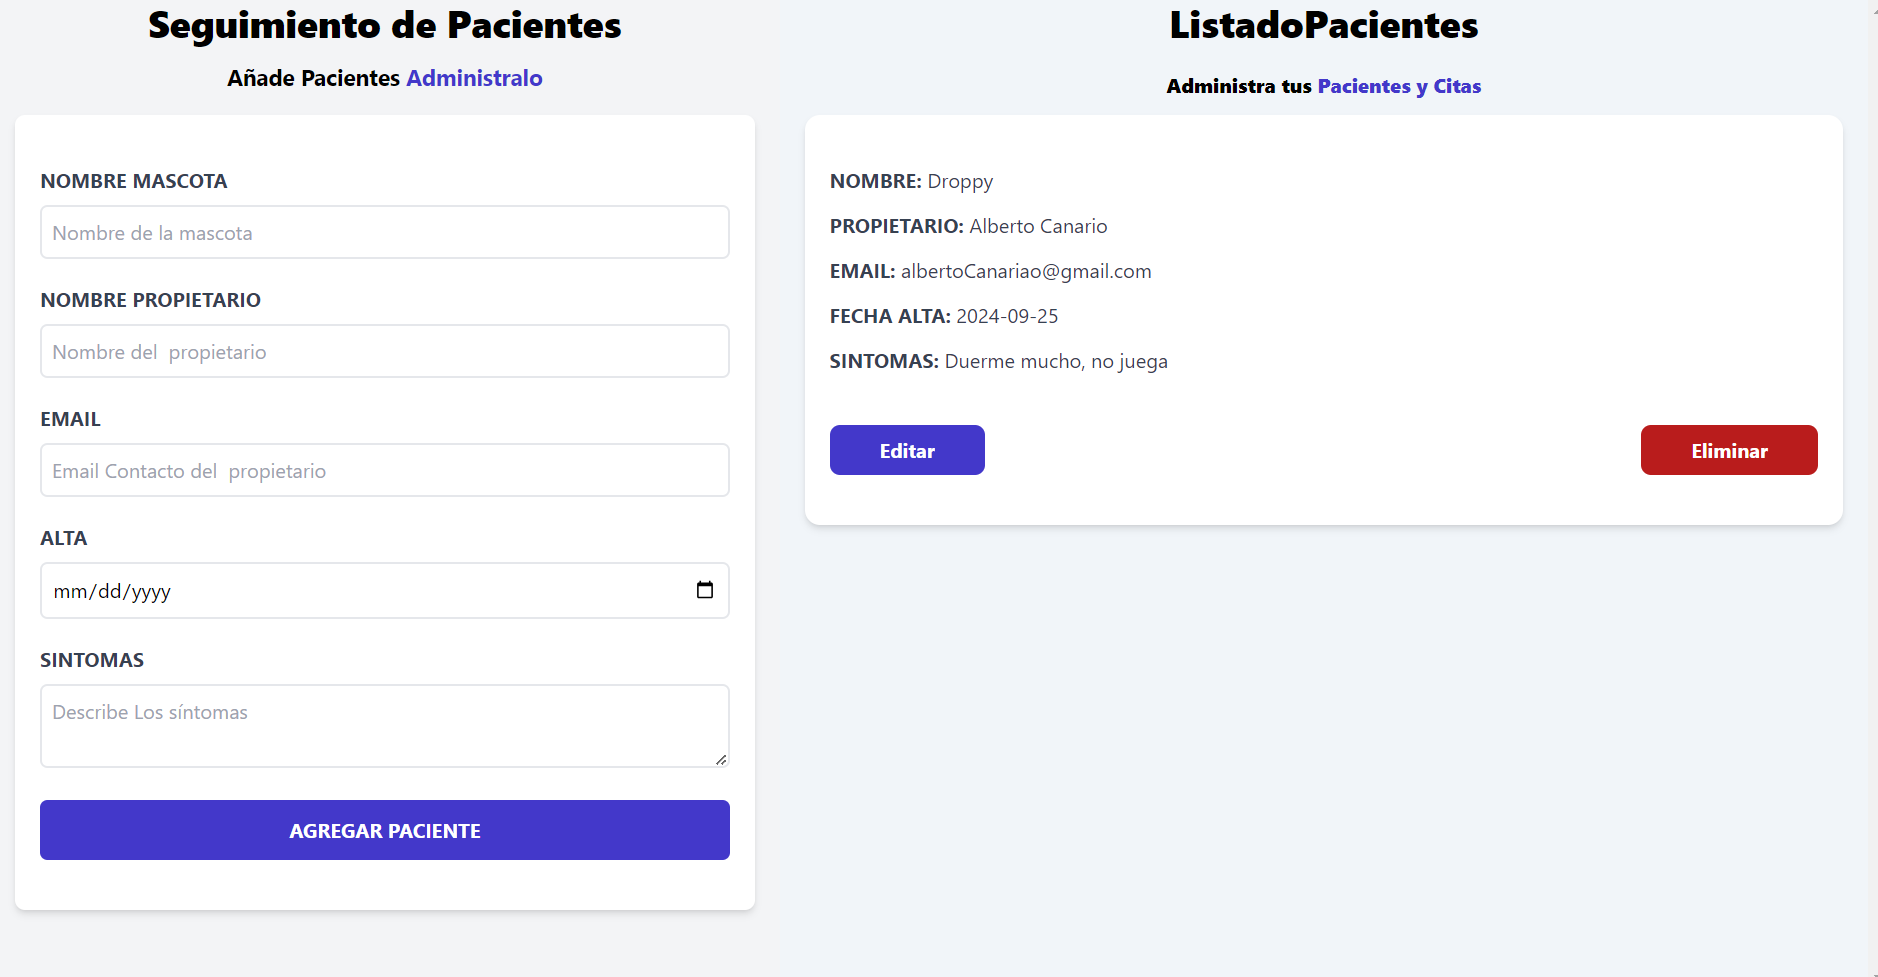 Seguimiento de Pacientes
Añade Pacientes Administralo
NOMBRE MASCOTA
Nombre de la mascota
NOMBRE PROPIETARIO
Nombre del  propietario
EMAIL
Email Contacto del  propietario
ALTA
mm/dd/yyyy
SINTOMAS
Describe Los síntomas
AGREGAR PACIENTE
ListadoPacientes
Administra tus Pacientes y Citas
NOMBRE: Droppy
PROPIETARIO: Alberto Canario
EMAIL: albertoCanariao@gmail.com
FECHA ALTA: 2024-09-25
SINTOMAS: Duerme mucho, no juega
Editar
Eliminar